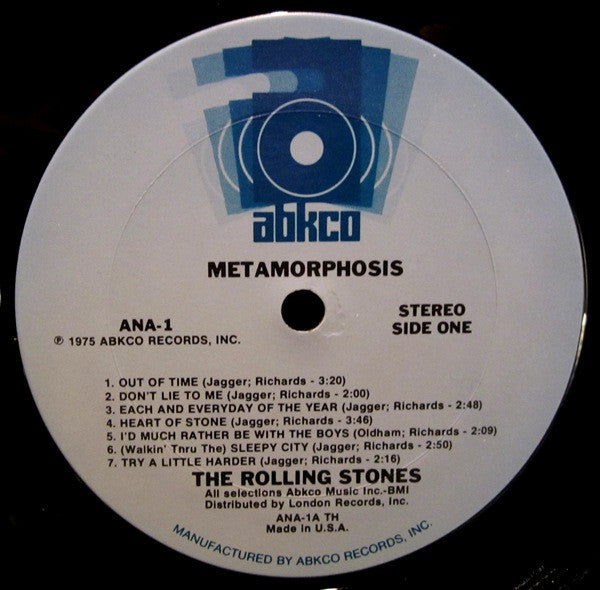 abkco
METAMORPHOSIS
ANA-1
℗ 1975 ABKCO RECORDS, INC.
STEREO
SIDE ONE
1. OUT OF TIME (Jagger; Richards - 3:20)
2. DON'T LIE TO ME (Jagger; Richards - 2:00)
3. EACH AND EVERYDAY OF THE YEAR (Jagger; Richards - 2:48)
4. HEART OF STONE (Jagger; Richards - 3:46)
5. I'D MUCH RATHER BE WITH THE BOYS (Oldham; Richards - 2:09)
6. (Walkin' Thru The) SLEEPY CITY (Jagger; Richards - 2:50)
7. TRY A LITTLE HARDER (Jagger; Richards - 2:16)
THE ROLLING STONES
All selections Abkco Music Inc.-BMI
Distributed by London Records, Inc.
ANA-1A TH
Made in U.S.A.
MANUFACTURED BY ABKCO RECORDS, INC.